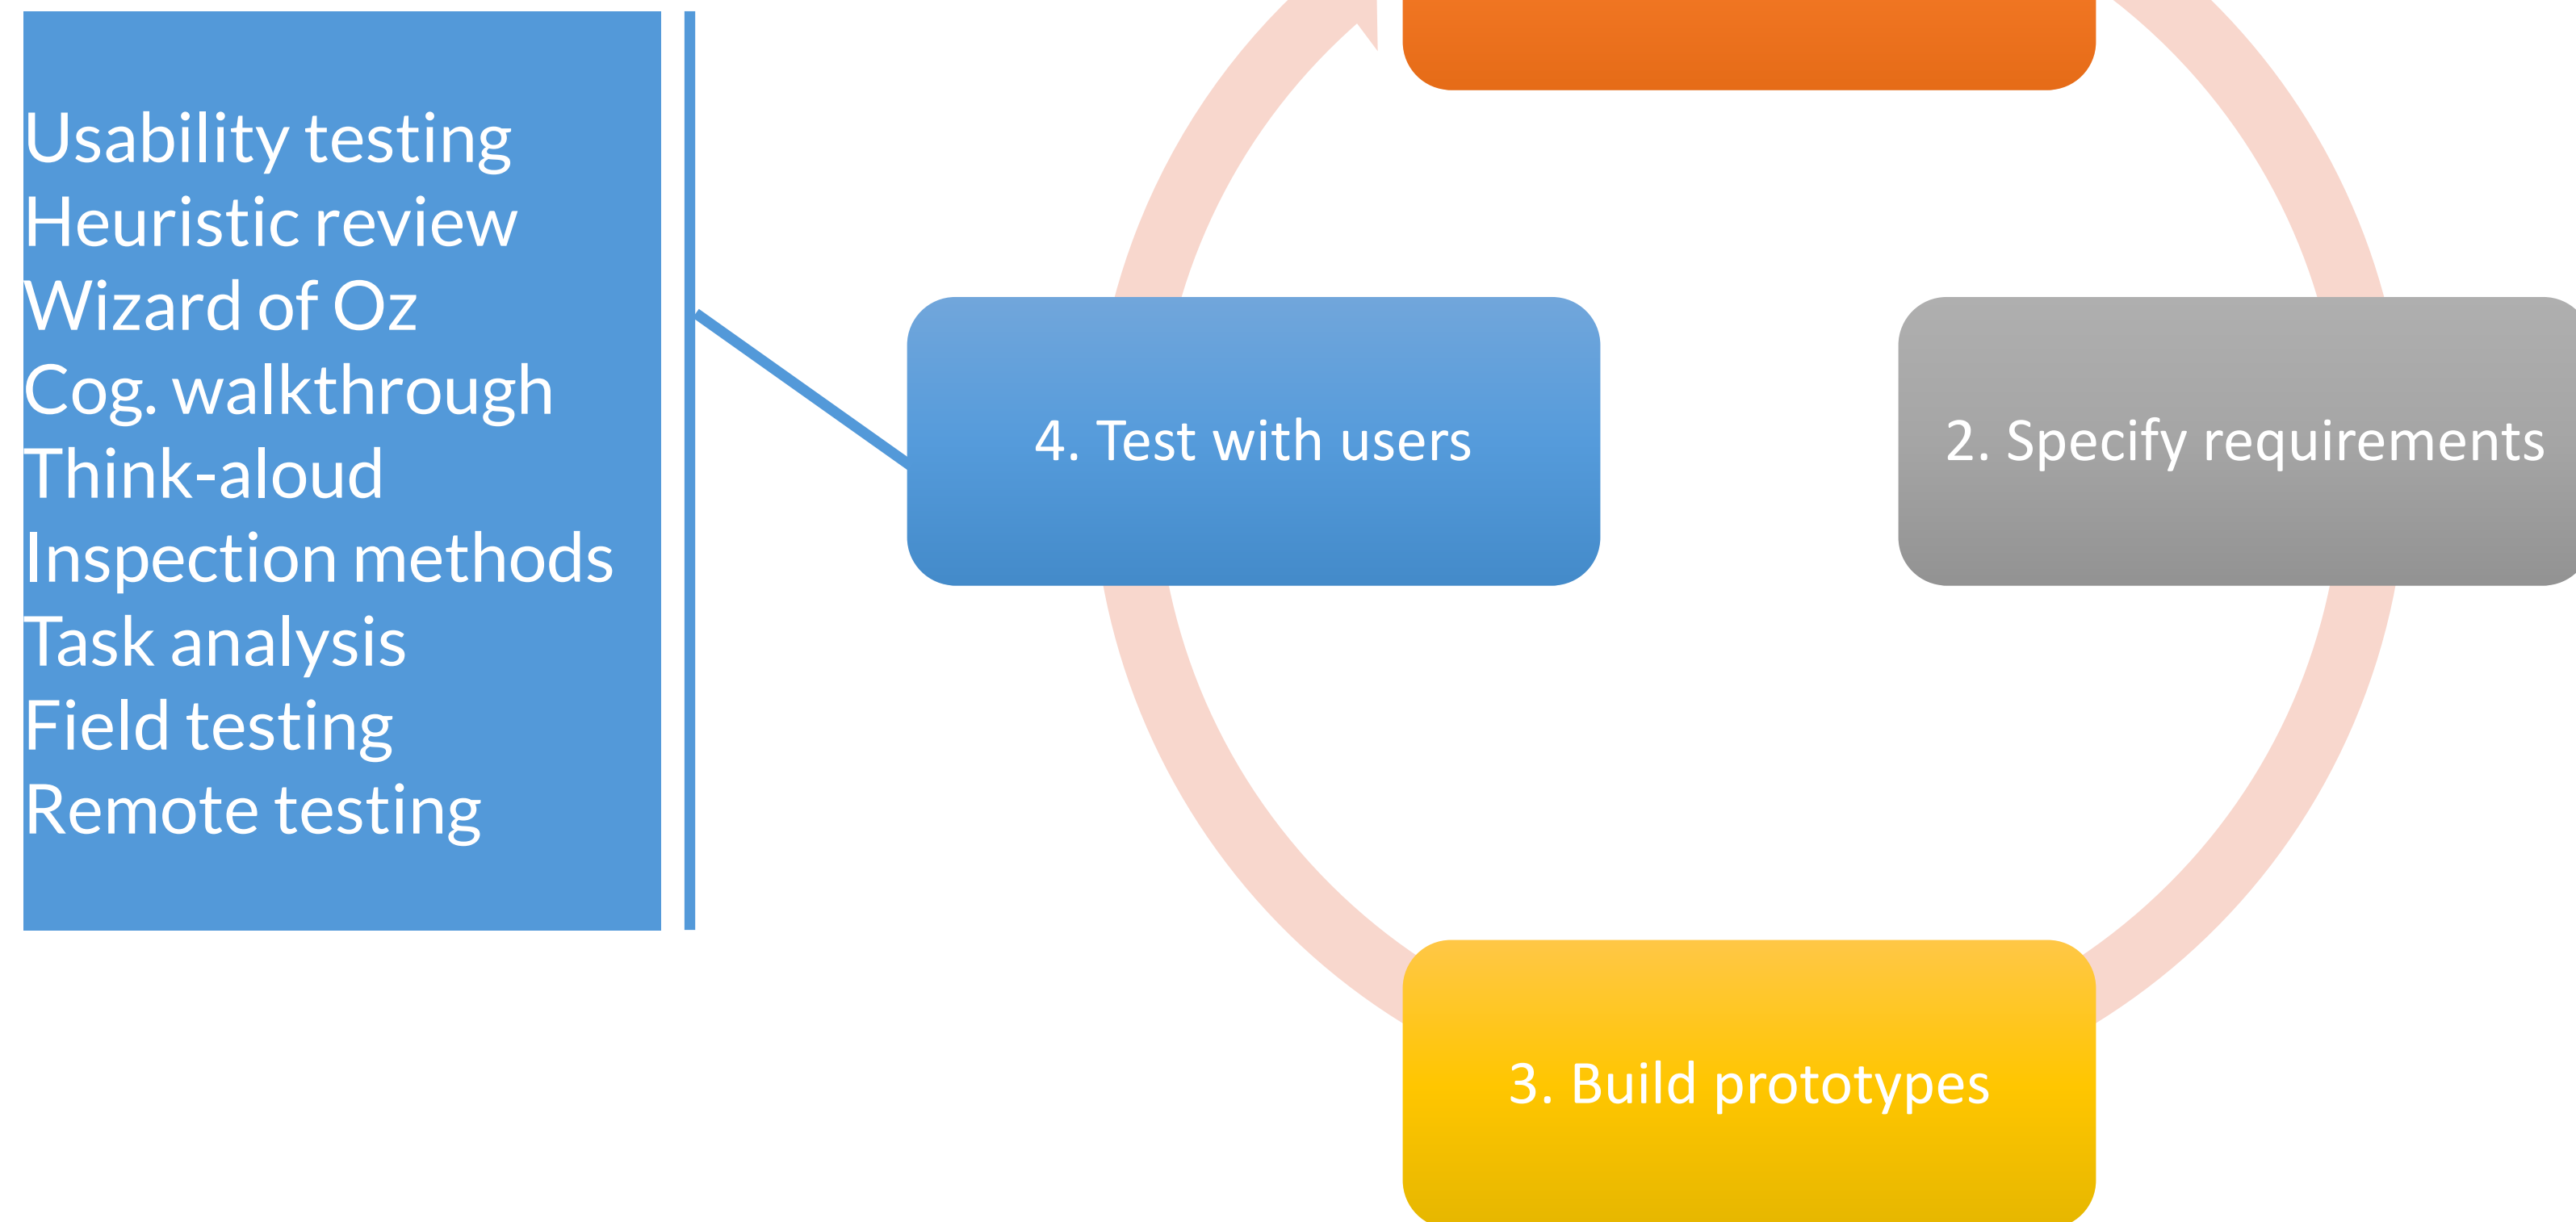 Usability testing
Heuristic review
Wizard of Oz
Cog. walkthrough
Think-aloud
Inspection methods
Task analysis
Field testing
Remote testing
4. Test with users
2. Specify requirements
3. Build prototypes